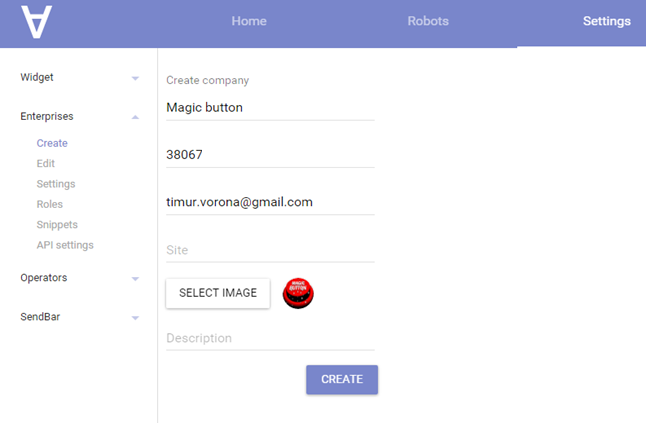 Home
Robots
Settings
Widget
Enterprises
Create
Edit
Settings
Roles
Snippets
API settings
Operators
SendBar
Create company
Magic button
38067
timur.vorona@gmail.com
Site
SELECT IMAGE
MAGIC
BUTTON
Description
CREATE